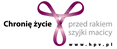 Chronię życie przed rakiem
szyjki macicy
www.hpv.pl